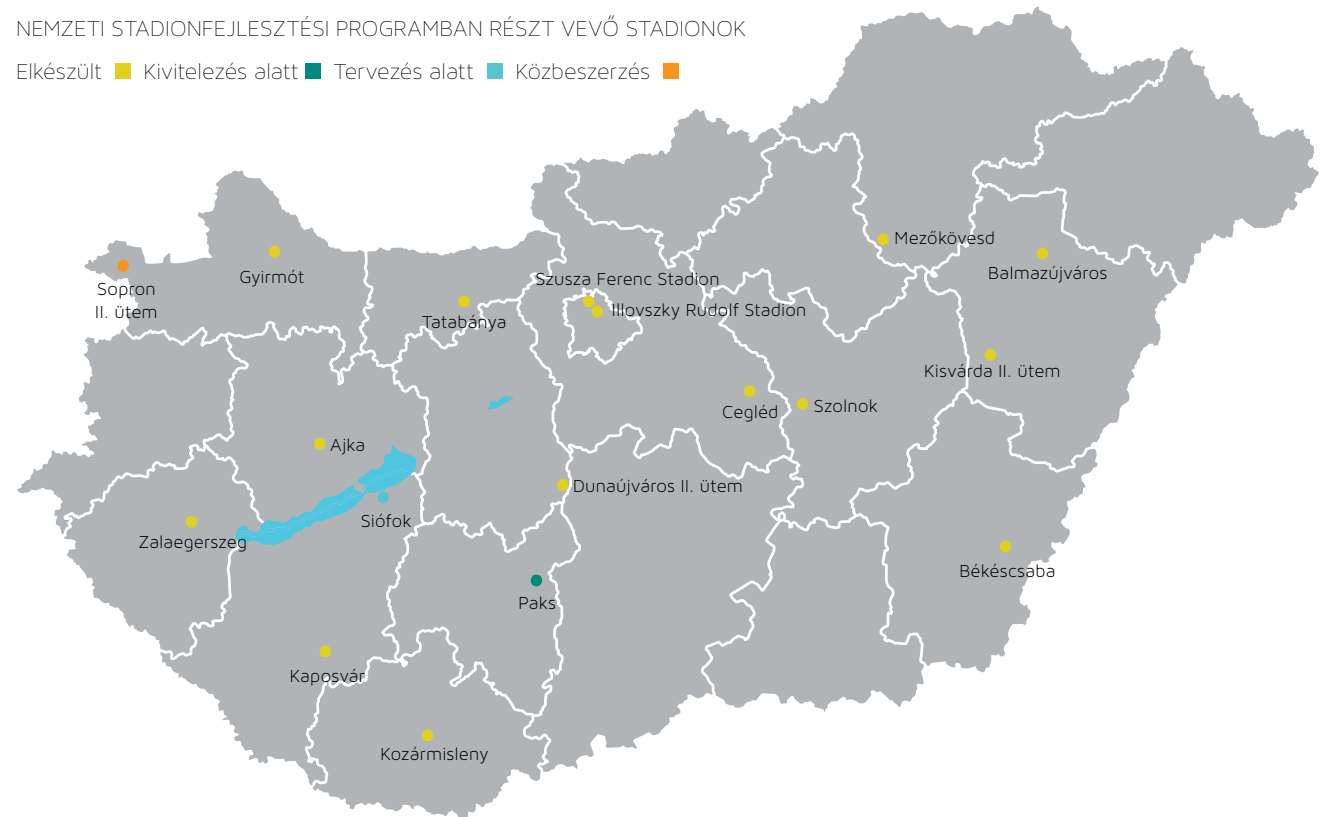 NEMZETI STADIONFEJLESZTÉSI PROGRAMBAN RÉSZT VEVŐ STADIONOK
Elkészült Kivitelezés alatt Tervezés alatt Közbeszerzés
Mezőkövesd
Balmazújváros
Gyirmót
Sopron
II. ütem
Szusza Ferenc Stadion
Illovszky Rudolf Stadion
Tatabánya
Kisvárda II. ütem
Cegléd
Szolnok
Ajka
Dunaújváros II. ütem
Siófok
Zalaegerszeg
Békéscsaba
Paks
Kaposvár
Kozármisleny